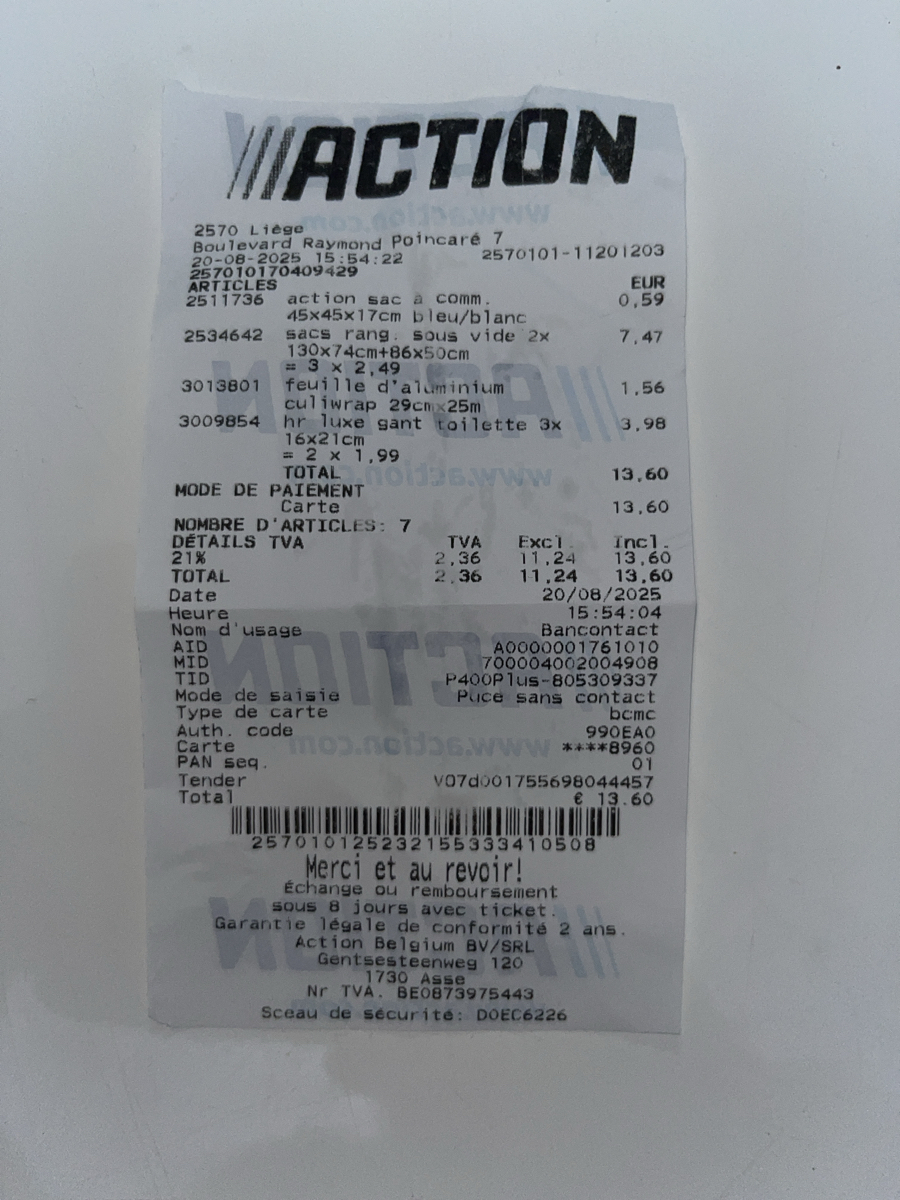 ACTION
2570 Liège
Boulevard Raymond Poincaré 7
20-08-2025 15:54:22 2570101-11201203
257010170409429
ARTICLES EUR
2511736 action sac à comm. 0,59
45x45x17cm bleu/blanc
2534642 sacs rang. sous vide 2x 7,47
130x74cm+86x50cm
= 3 x 2,49
3013801 feuille d'aluminium 1,56
culiwrap 29cmx25m
3009854 hr luxe gant toilette 3x 3,98
16x21cm
= 2 x 1,99
TOTAL 13,60
MODE DE PAIEMENT
Carte 13,60
NOMBRE D'ARTICLES: 7
DÉTAILS TVA TVA Excl. Incl.
21% 2,36 11,24 13,60
TOTAL 2,36 11,24 13,60
Date 20/08/2025
Heure 15:54:04
Nom d'usage Bancontact
AID A0000001761010
MID 700004002004908
TID P400Plus-805309337
Mode de saisie Puce sans contact
Type de carte bcmc
Auth. code 990EA0
Carte ****8960
PAN seq. 01
Tender V07d001755698044457
Total € 13.60
2570101252321553334 10508
Merci et au revoir!
Échange ou remboursement
sous 8 jours avec ticket.
Garantie légale de conformité 2 ans.
Action Belgium BV/SRL
Gentsesteenweg 120
1730 Asse
Nr TVA. BE0873975443
Sceau de sécurité: D0EC6226